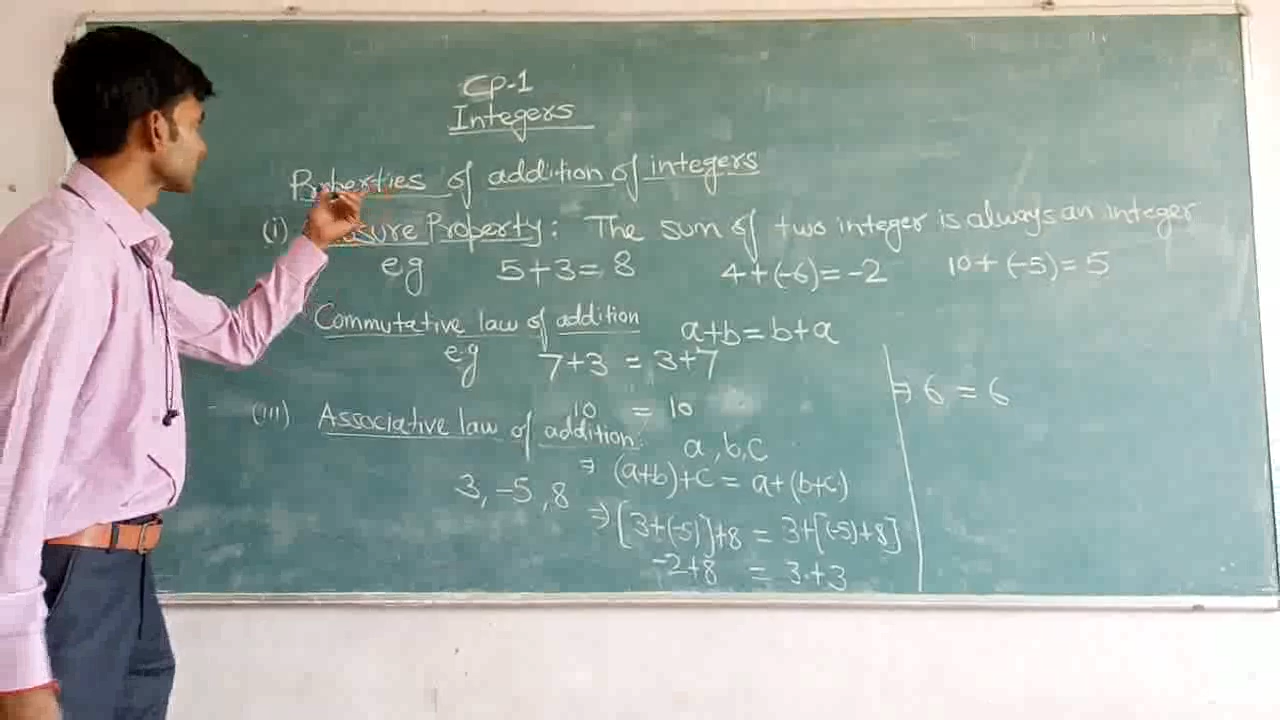 CP-1
Integers
Properties of addition of integers
(i) Closure Property: The sum of two integer is always an integer
eg 5+3=8 4+(-6)=-2 10+(-5)=5
Commutative law of addition a+b=b+a
e.g 7+3 = 3+7
10 = 10
(iii) Associative law of addition: a,b,c
⇒ (a+b)+c = a+(b+c)
3, -5, 8
⇒ [3+(-5)]+8 = 3+[(-5)+8]
-2+8 = 3+3
⇒ 6 = 6